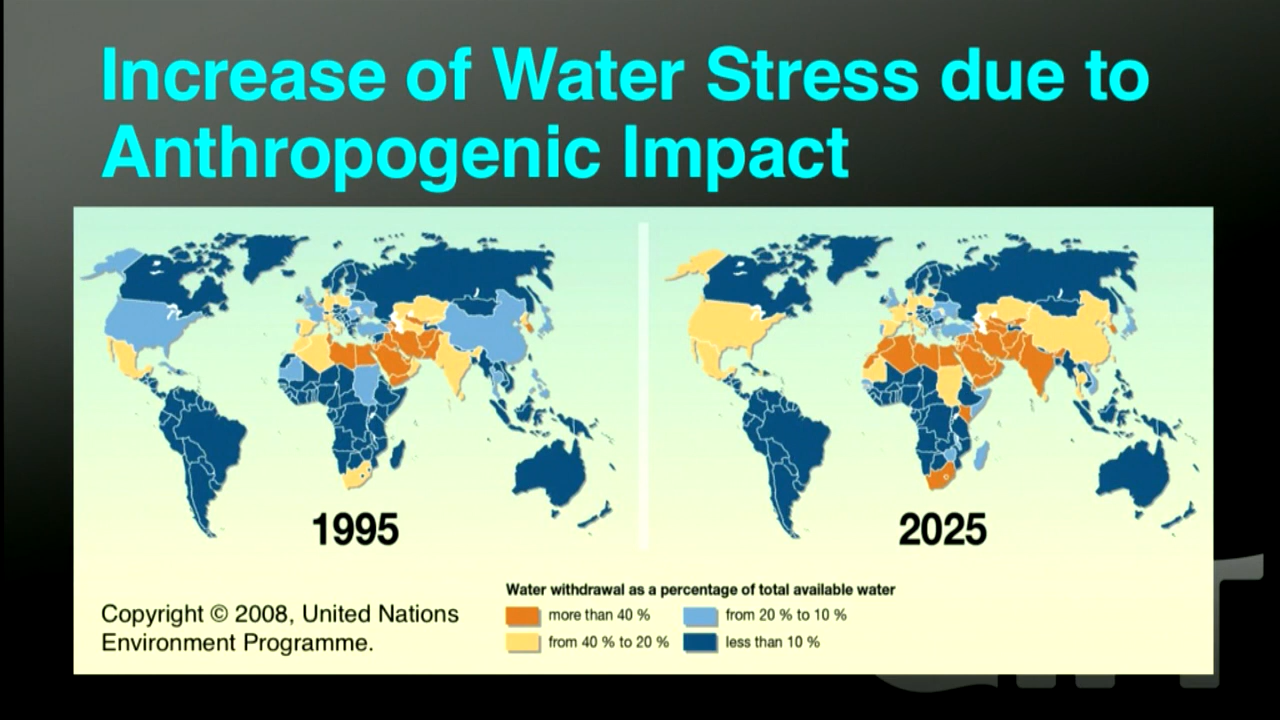 Increase of Water Stress due to
Anthropogenic Impact
1995
2025
Water withdrawal as a percentage of total available water
more than 40 %
from 20 % to 10 %
from 40 % to 20 %
less than 10 %
Copyright © 2008, United Nations
Environment Programme.